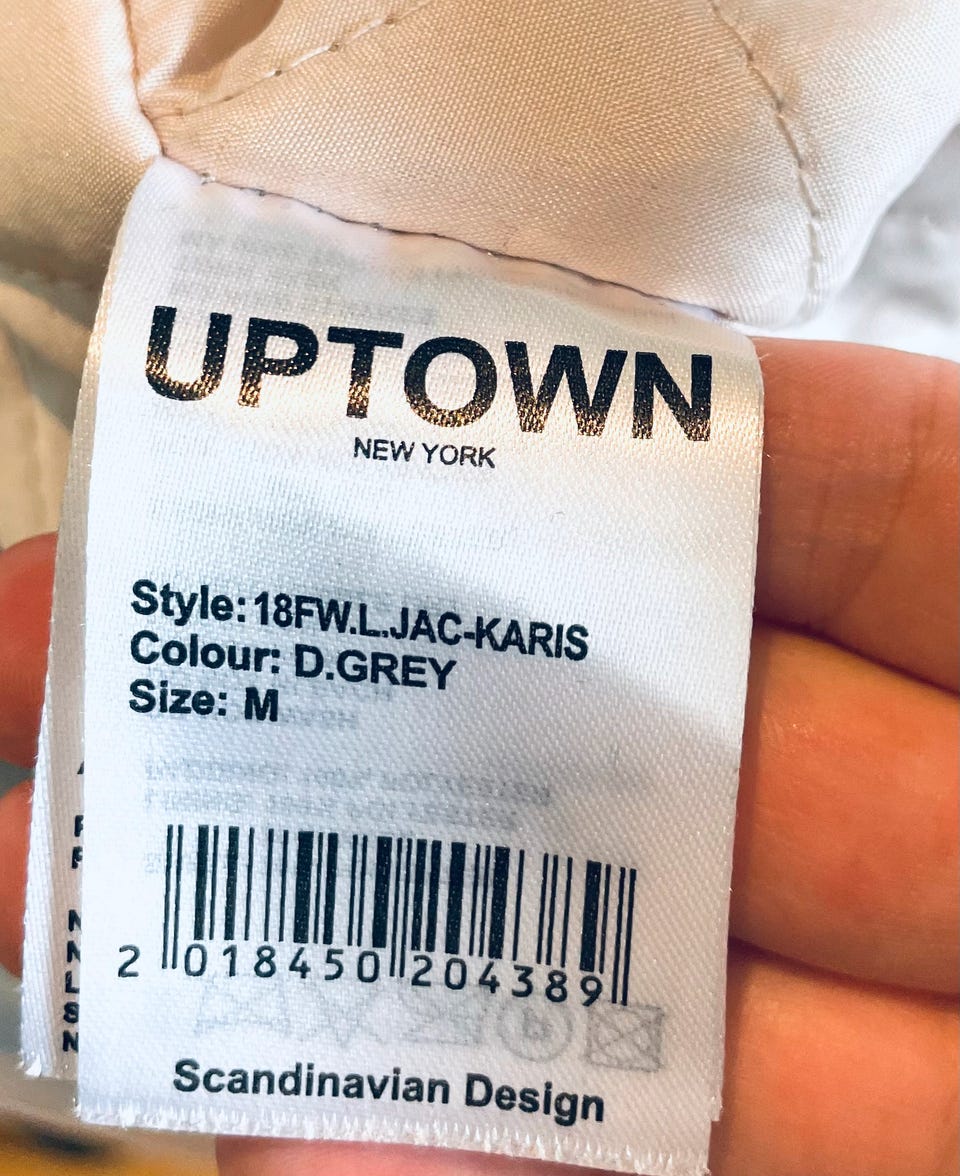 UPTOWN
NEW YORK
Style: 18FW.L.JAC-KARIS
Colour: D.GREY
Size: M
2 018450 204389
Scandinavian Design